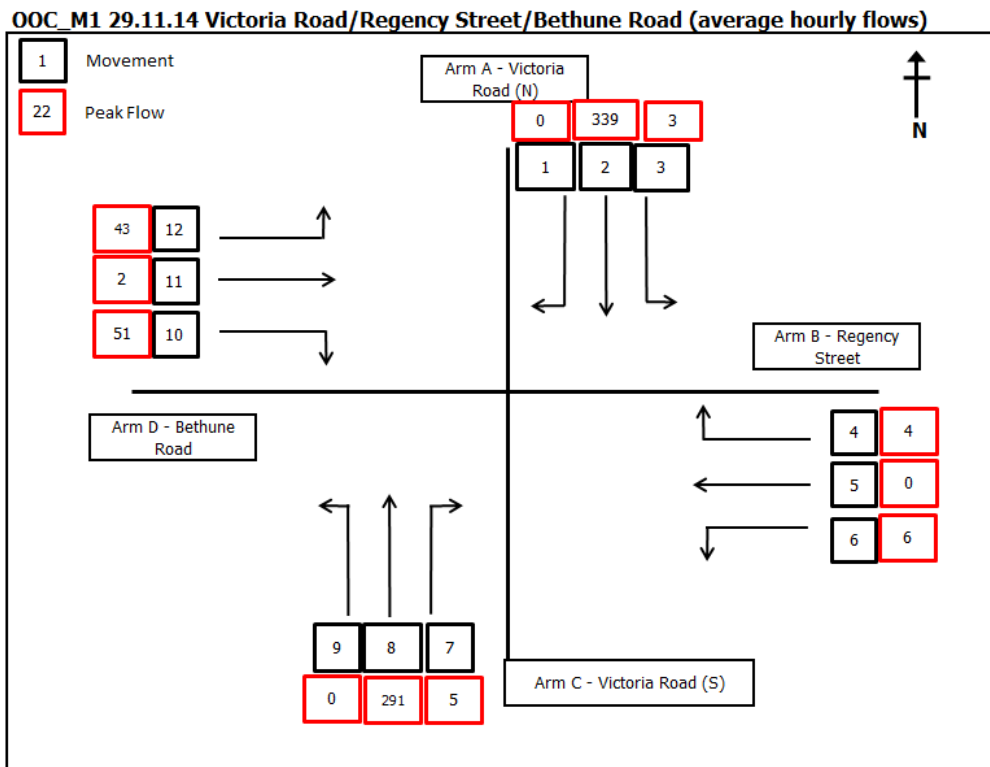 OOC_M1 29.11.14 Victoria Road/Regency Street/Bethune Road (average hourly flows)
1 Movement
22 Peak Flow
Arm A - Victoria
Road (N)
0 339 3
1 2 3
N
43 12
2 11
51 10
Arm B - Regency
Street
Arm D - Bethune
Road
4 4
5 0
6 6
9 8 7
0 291 5
Arm C - Victoria Road (S)